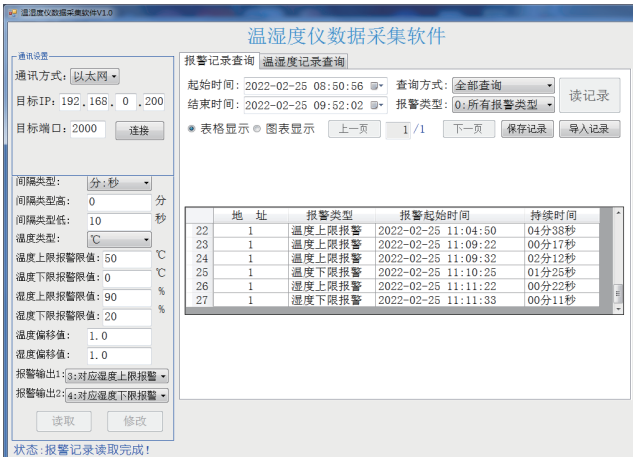 温湿度仪数据采集软件V1.0
温湿度仪数据采集软件
通讯设置
通讯方式: 以太网
目标IP: 192.168. 0 .200
目标端口: 2000 连接
间隔类型: 分:秒
间隔类型高: 0 分
间隔类型低: 10 秒
温度类型: ℃
温度上限报警限值: 50 ℃
温度下限报警限值: 0 ℃
湿度上限报警限值: 90 %
湿度下限报警限值: 20 %
温度偏移值: 1.0
湿度偏移值: 1.0
报警输出1: 3:对应湿度上限报警
报警输出2: 4:对应湿度下限报警
读取 修改
状态:报警记录读取完成!
报警记录查询 温湿度记录查询
起始时间: 2022-02-25 08:50:56 查询方式: 全部查询 读记录
结束时间: 2022-02-25 09:52:02 报警类型: 0:所有报警类型
表格显示 图表显示 上一页 1 /1 下一页 保存记录 导入记录
地 址 报警类型 报警起始时间 持续时间
22 1 温度上限报警 2022-02-25 11:04:50 04分38秒
23 1 温度上限报警 2022-02-25 11:09:22 00分17秒
24 1 温度上限报警 2022-02-25 11:09:32 02分12秒
25 1 温度下限报警 2022-02-25 11:10:25 01分25秒
26 1 湿度上限报警 2022-02-25 11:11:22 00分22秒
27 1 湿度下限报警 2022-02-25 11:11:33 00分11秒